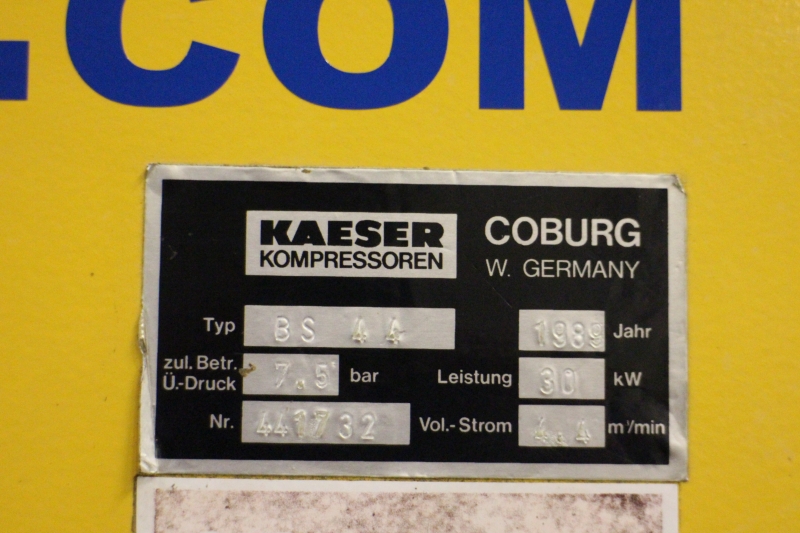 .COM
KAESER COBURG
KOMPRESSOREN W. GERMANY
Typ BS 44 1989 Jahr
zul. Betr.
Ü.-Druck 7.5 bar Leistung 30 kW
Nr. 441732 Vol.-Strom 4.4 m³/min